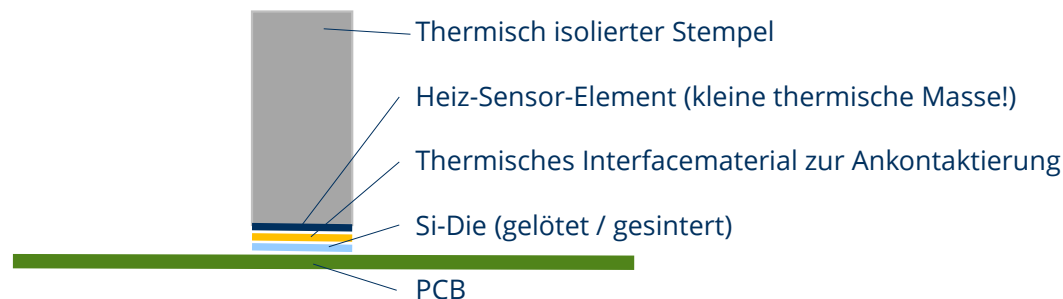 Thermisch isolierter Stempel
Heiz-Sensor-Element (kleine thermische Masse!)
Thermisches Interfacematerial zur Ankontaktierung
Si-Die (gelötet / gesintert)
PCB